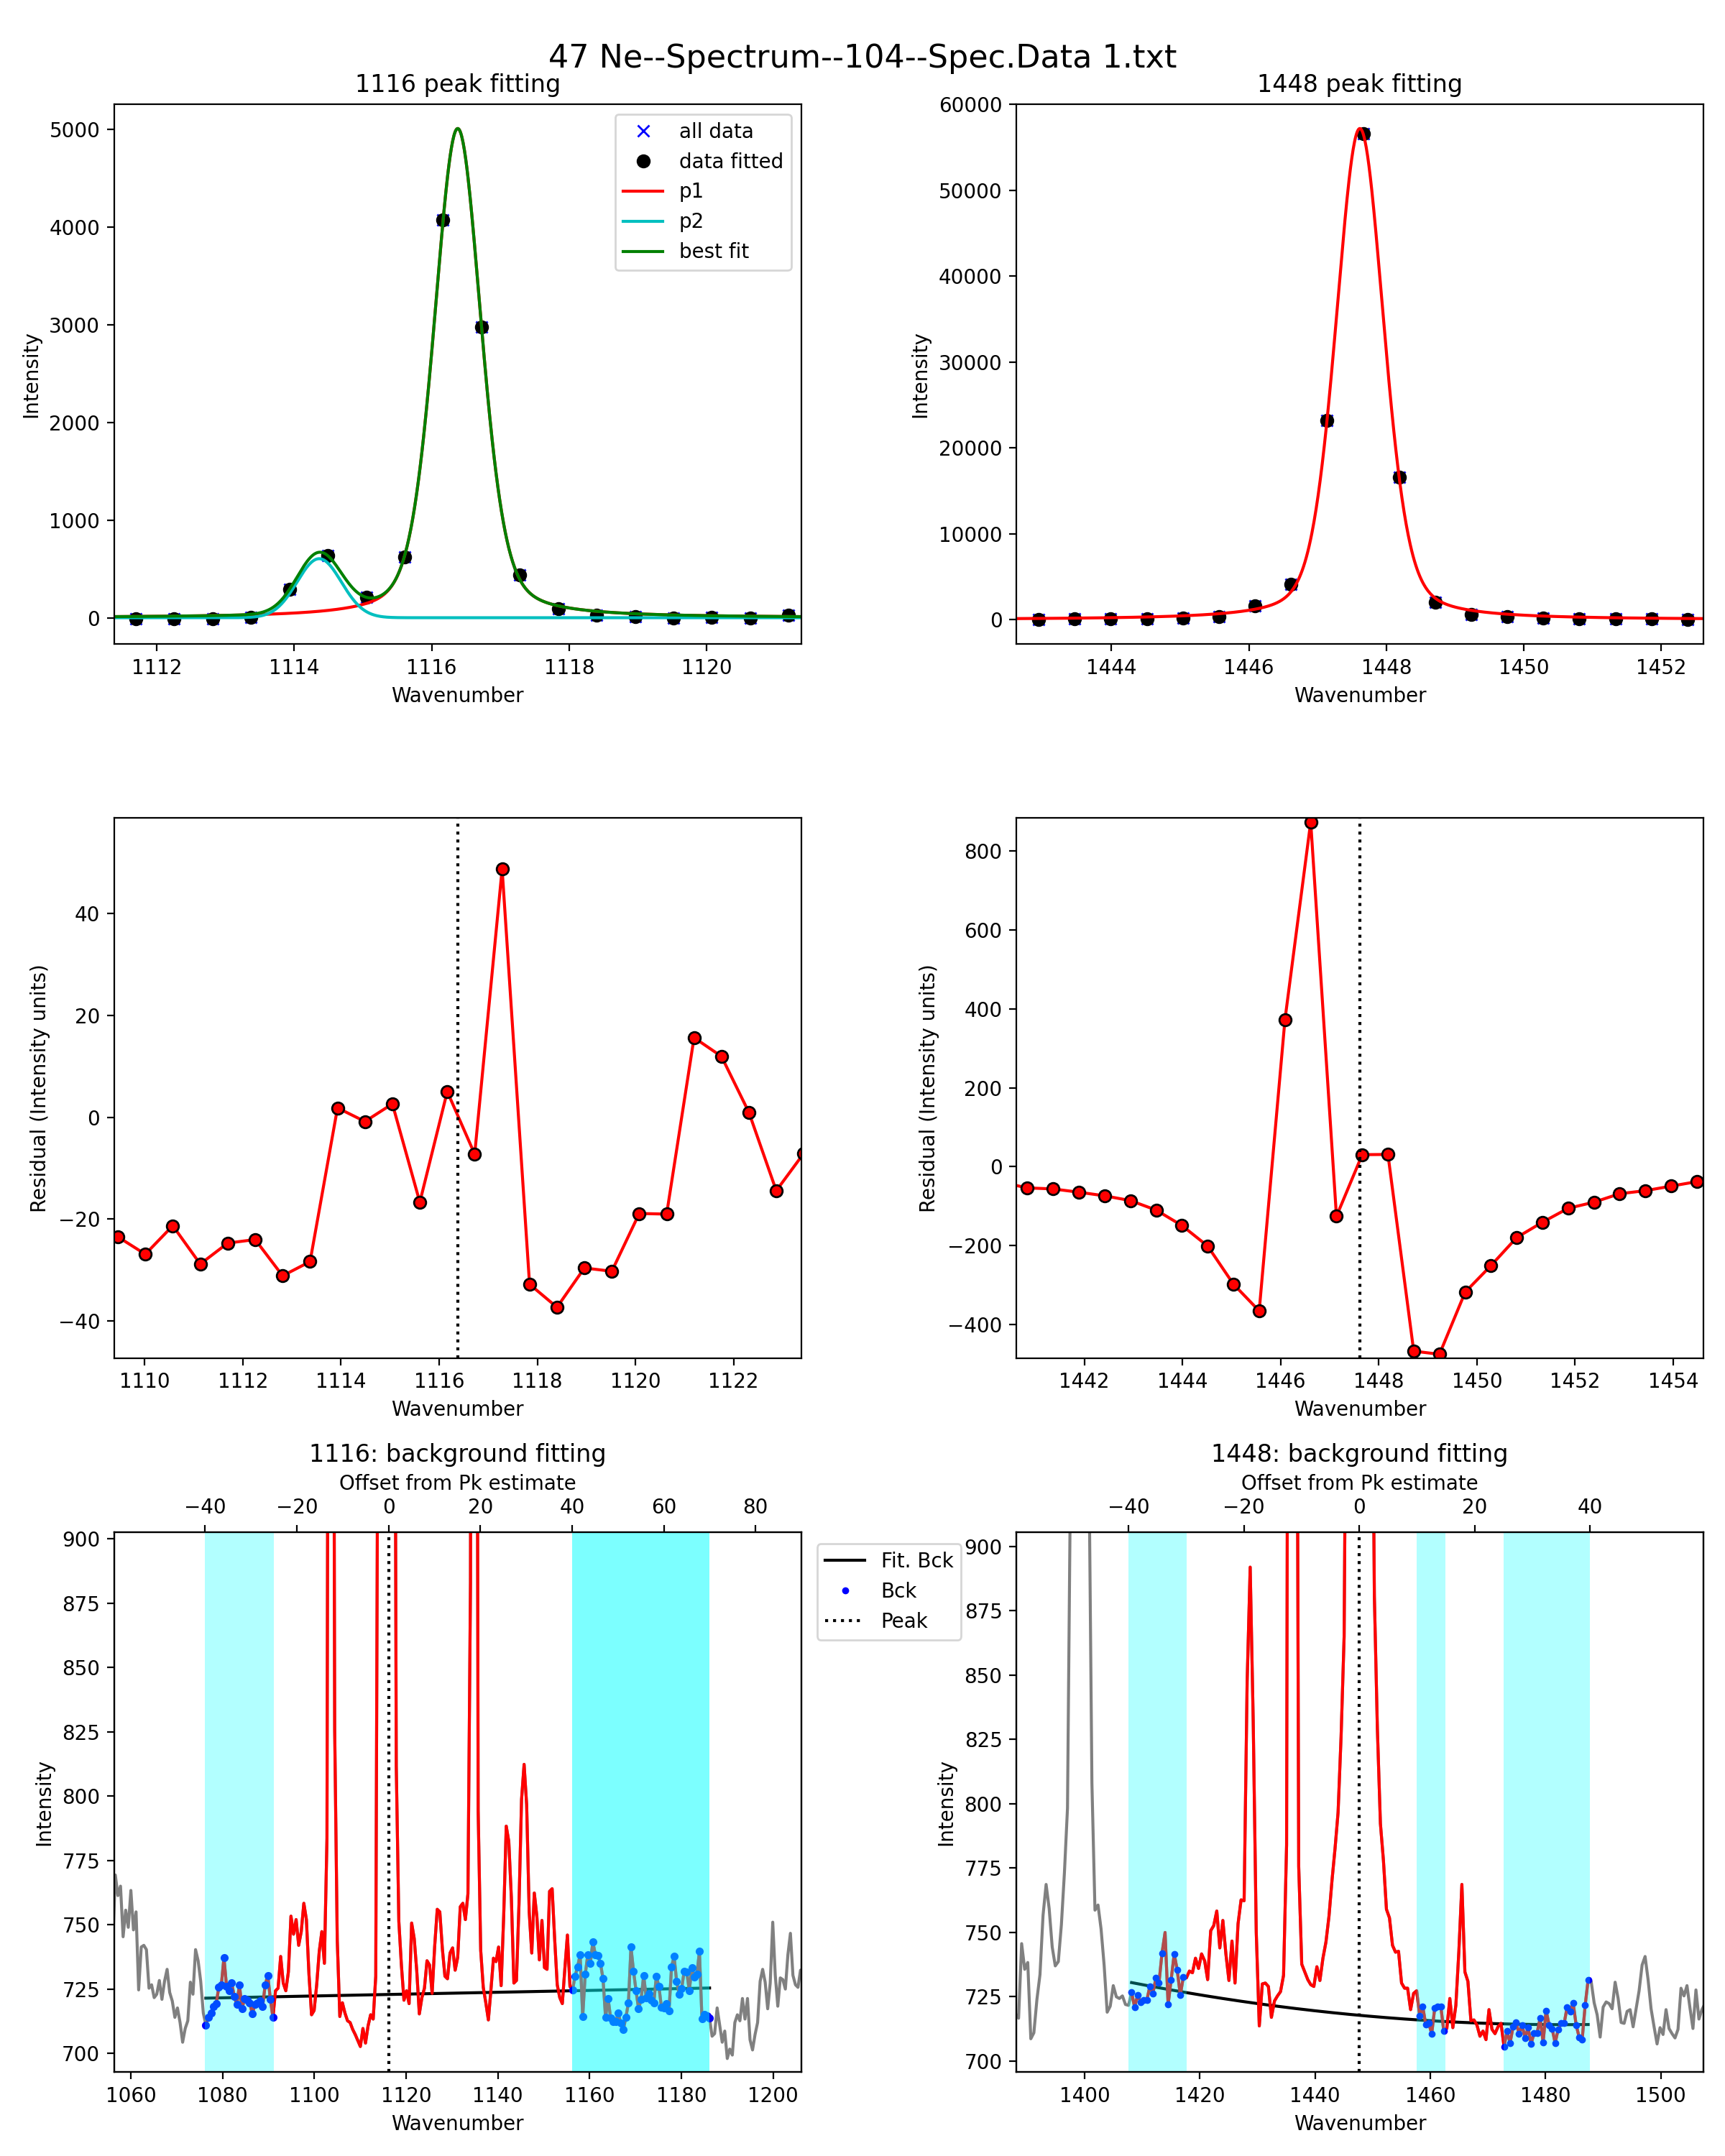 47 Ne--Spectrum--104--Spec.Data 1.txt
1116 peak fitting
5000
4000
3000
2000
1000
0
Intensity
all data
data fitted
p1
p2
best fit
1112 1114 1116 1118 1120
Wavenumber
1448 peak fitting
60000
50000
40000
30000
20000
10000
0
Intensity
1444 1446 1448 1450 1452
Wavenumber
40
20
0
−20
−40
Residual (Intensity units)
1110 1112 1114 1116 1118 1120 1122
Wavenumber
800
600
400
200
0
−200
−400
Residual (Intensity units)
1442 1444 1446 1448 1450 1452 1454
Wavenumber
1116: background fitting
Offset from Pk estimate
−40 −20 0 20 40 60 80
900
875
850
825
800
775
750
725
700
Intensity
1060 1080 1100 1120 1140 1160 1180 1200
Wavenumber
Fit. Bck
Bck
Peak
1448: background fitting
Offset from Pk estimate
−40 −20 0 20 40
900
875
850
825
800
775
750
725
700
Intensity
1400 1420 1440 1460 1480 1500
Wavenumber